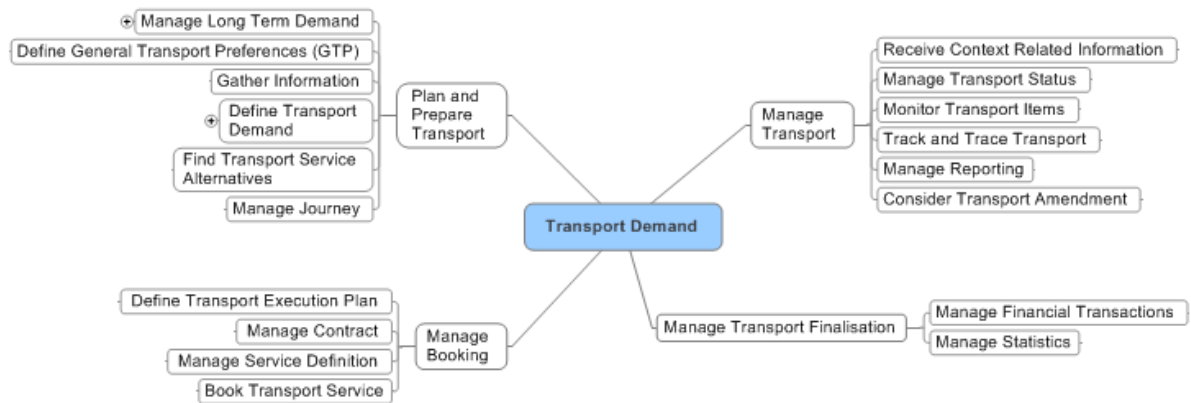 Manage Long Term Demand
Define General Transport Preferences (GTP)
Gather Information
Define Transport
Demand
Find Transport Service
Alternatives
Manage Journey
Plan and
Prepare
Transport
Manage
Transport
Receive Context Related Information
Manage Transport Status
Monitor Transport Items
Track and Trace Transport
Manage Reporting
Consider Transport Amendment
Transport Demand
Define Transport Execution Plan
Manage Contract
Manage Service Definition
Book Transport Service
Manage
Booking
Manage Transport Finalisation
Manage Financial Transactions
Manage Statistics